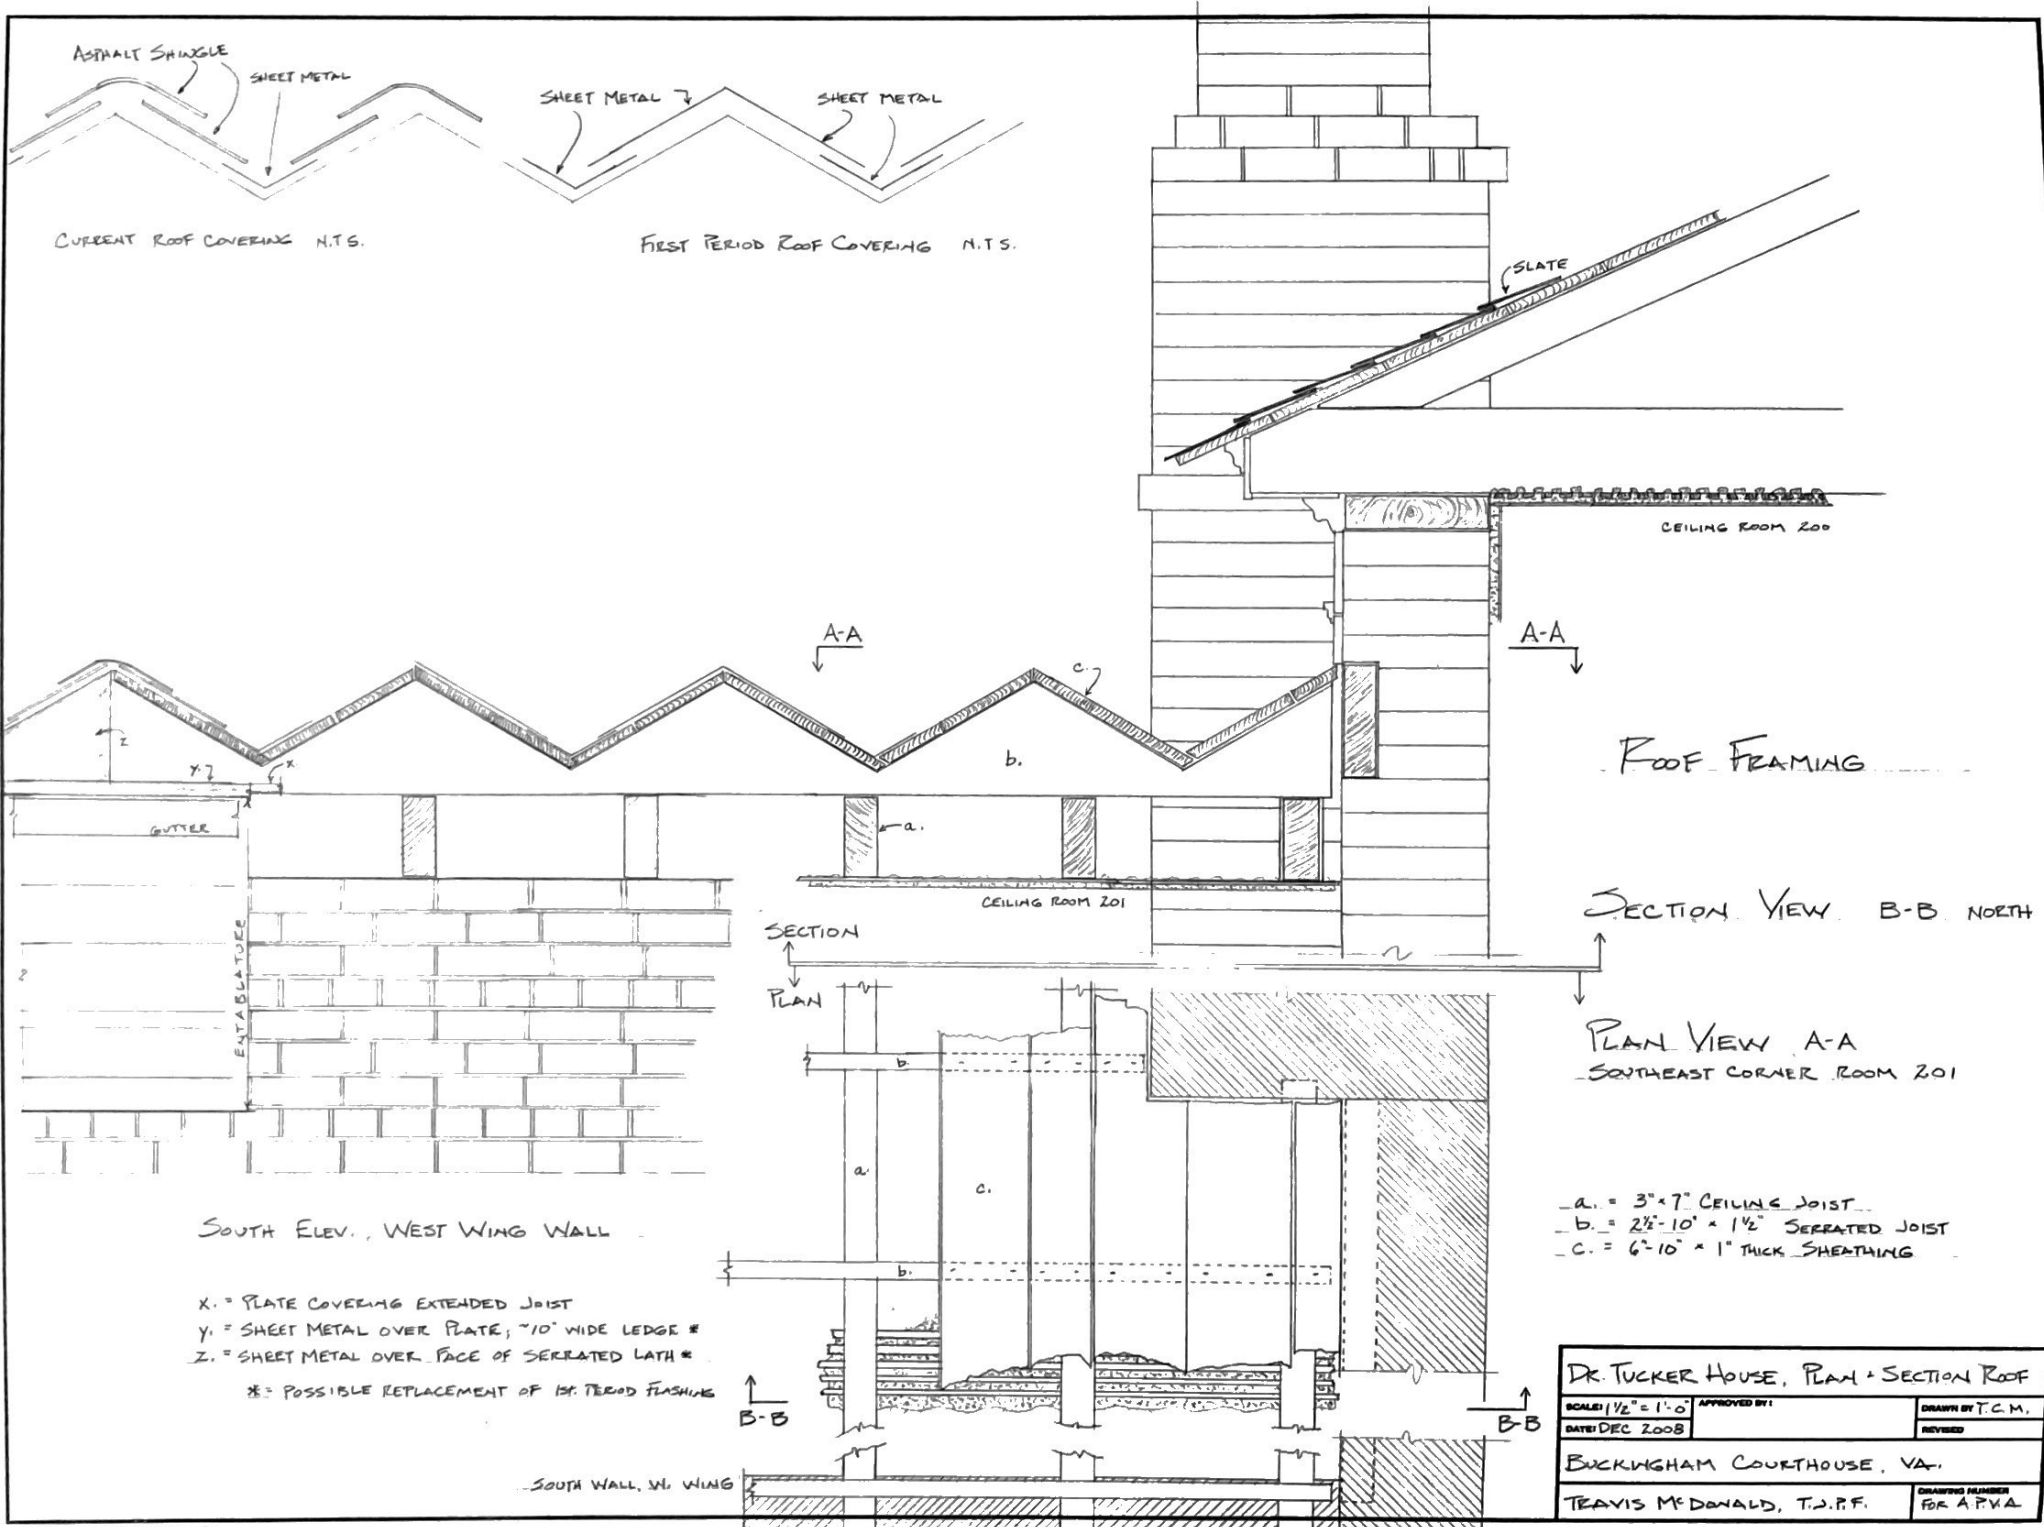 ASPHALT SHINGLE
SHEET METAL
SHEET METAL
SHEET METAL
CURRENT ROOF COVERING N.T.S.
FIRST PERIOD ROOF COVERING N.T.S.
SLATE
CEILING ROOM 200
A-A
A-A
c.
z
y.
x.
b.
ROOF FRAMING
GUTTER
a.
CEILING ROOM 201
ENTABLATURE
SECTION
SECTION VIEW B-B NORTH
PLAN
PLAN VIEW A-A
SOUTHEAST CORNER ROOM 201
b.
a
c.
b.
SOUTH ELEV., WEST WING WALL
a. = 3" x 7" CEILING JOIST
b. = 2½"-10" x 1½" SERRATED JOIST
c. = 6"-10" x 1" THICK SHEATHING
X. = PLATE COVERING EXTENDED JOIST
Y. = SHEET METAL OVER PLATE; ~10" WIDE LEDGE *
Z. = SHEET METAL OVER FACE OF SERRATED LATH *
* = POSSIBLE REPLACEMENT OF 1ST. PERIOD FLASHING
B-B
B-B
SOUTH WALL, W. WING
DR. TUCKER HOUSE, PLAN + SECTION ROOF
SCALE: 1½" = 1'-0" APPROVED BY: DRAWN BY T.C.M.
DATE: DEC 2008 REVISED
BUCKINGHAM COURTHOUSE, VA.
TRAVIS McDONALD, T.J.P.F. DRAWING NUMBER
FOR A.P.V.A